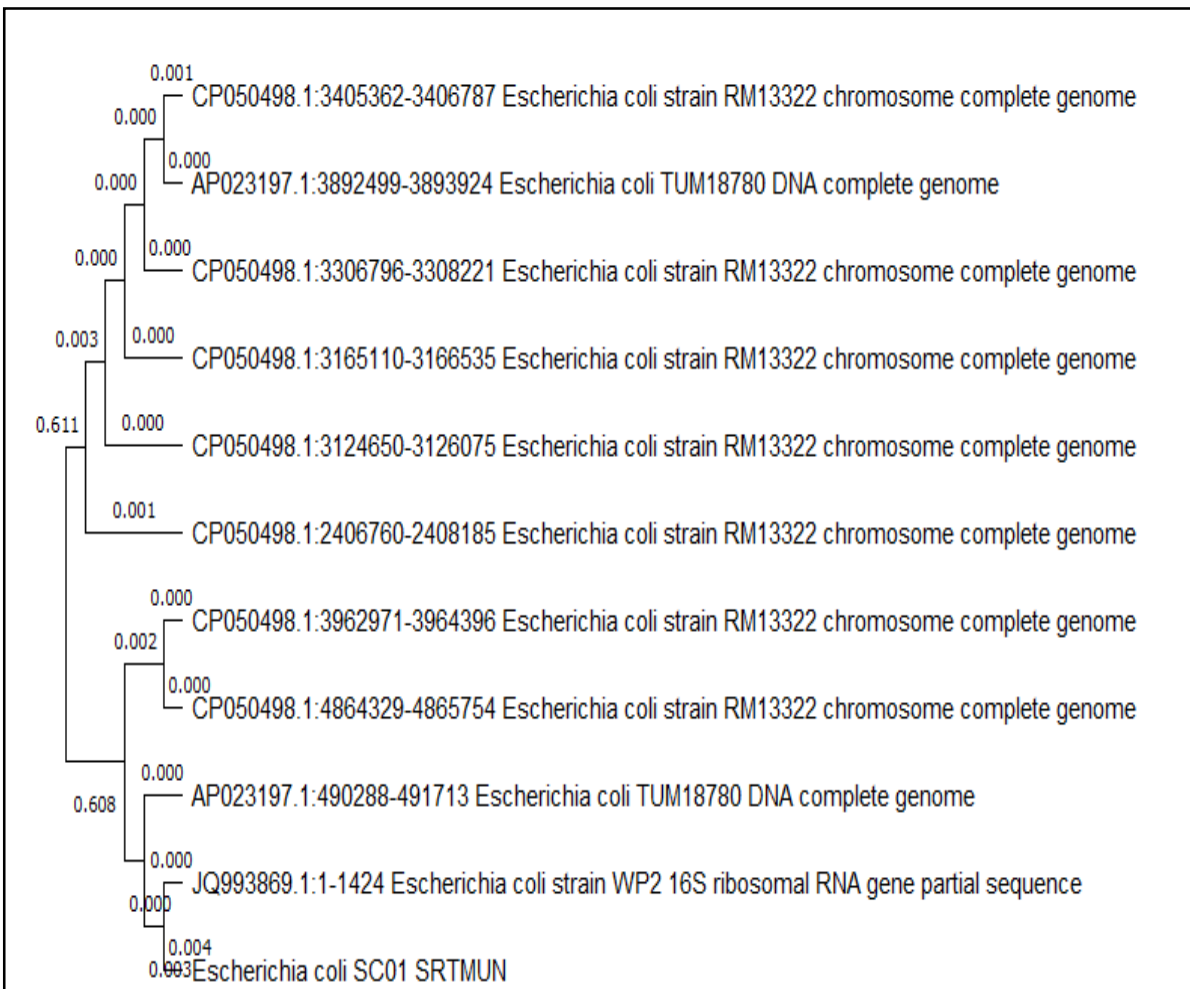 0.001
CP050498.1:3405362-3406787 Escherichia coli strain RM13322 chromosome complete genome
0.000
0.000
AP023197.1:3892499-3893924 Escherichia coli TUM18780 DNA complete genome
0.000
0.000
CP050498.1:3306796-3308221 Escherichia coli strain RM13322 chromosome complete genome
0.000
0.000
CP050498.1:3165110-3166535 Escherichia coli strain RM13322 chromosome complete genome
0.003
0.000
CP050498.1:3124650-3126075 Escherichia coli strain RM13322 chromosome complete genome
0.611
0.001
CP050498.1:2406760-2408185 Escherichia coli strain RM13322 chromosome complete genome
0.000
CP050498.1:3962971-3964396 Escherichia coli strain RM13322 chromosome complete genome
0.002
0.000
CP050498.1:4864329-4865754 Escherichia coli strain RM13322 chromosome complete genome
0.000
AP023197.1:490288-491713 Escherichia coli TUM18780 DNA complete genome
0.608
0.000
JQ993869.1:1-1424 Escherichia coli strain WP2 16S ribosomal RNA gene partial sequence
0.000
0.004
0.003 Escherichia coli SC01 SRTMUN